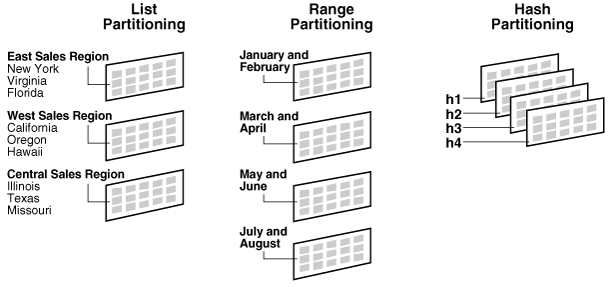 List
Partitioning
East Sales Region
New York
Virginia
Florida
West Sales Region
California
Oregon
Hawaii
Central Sales Region
Illinois
Texas
Missouri
Range
Partitioning
January and
February
March and
April
May and
June
July and
August
Hash
Partitioning
h1
h2
h3
h4